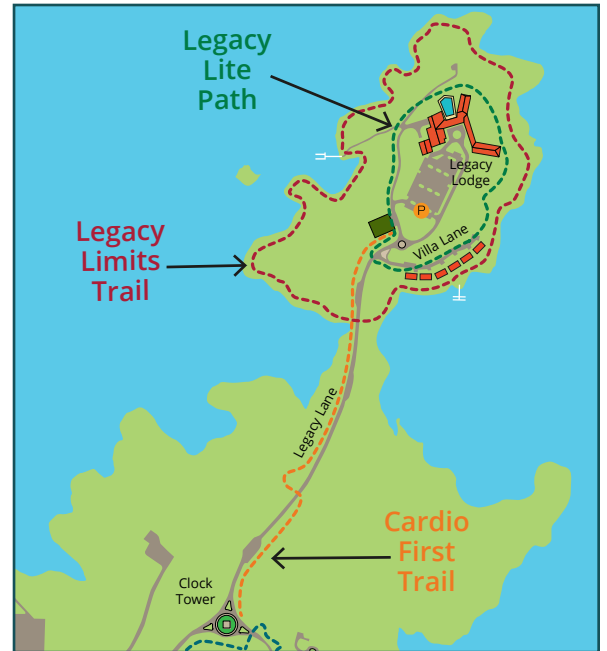 Legacy
Lite
Path
Legacy
Lodge
P
Villa Lane
Legacy
Limits
Trail
Legacy Lane
Cardio
First
Trail
Clock
Tower